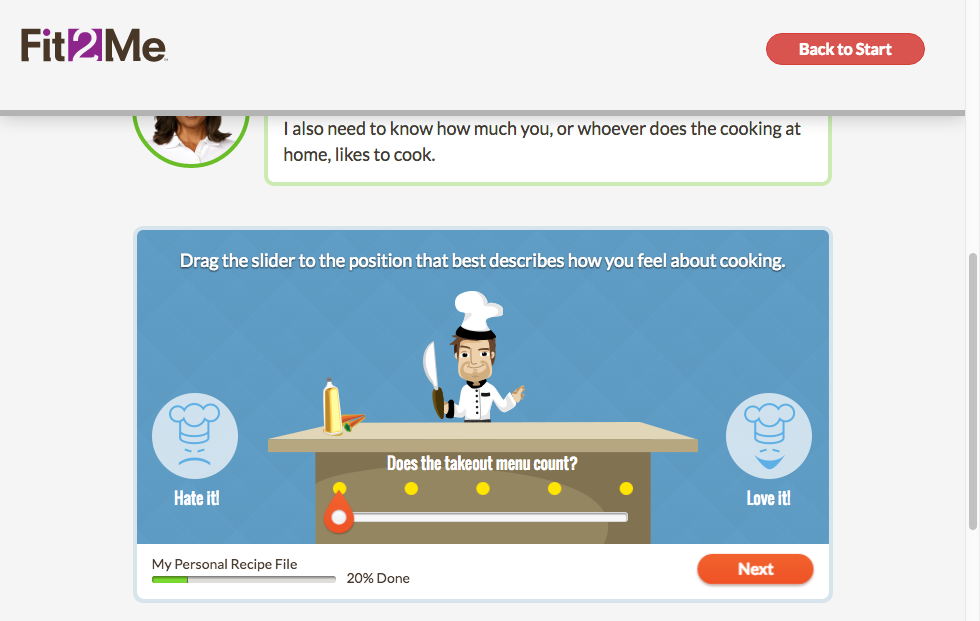 Fit2Me
Back to Start
I also need to know how much you, or whoever does the cooking at
home, likes to cook.
Drag the slider to the position that best describes how you feel about cooking.
Does the takeout menu count?
Hate it!
Love it!
My Personal Recipe File
20% Done
Next